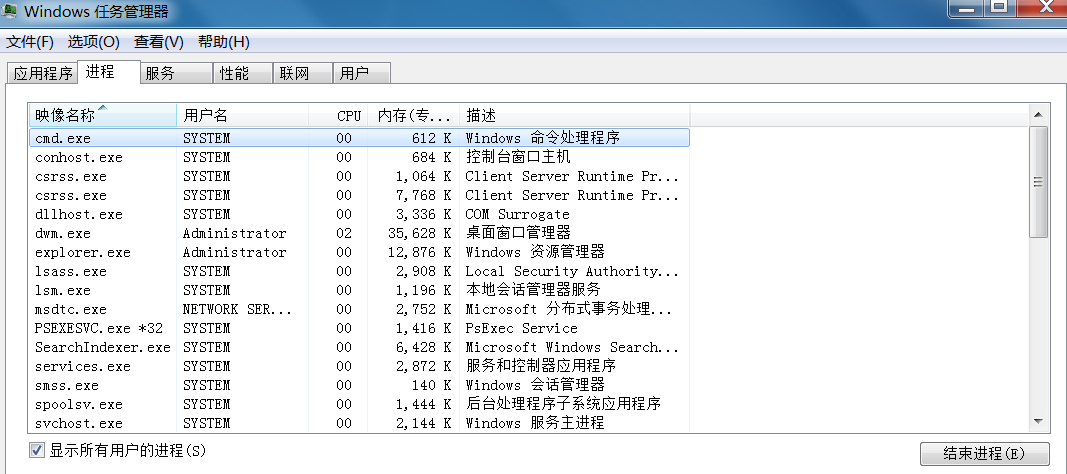 Windows 任务管理器
文件(F) 选项(O) 查看(V) 帮助(H)
应用程序 进程 服务 性能 联网 用户
映像名称 用户名 CPU 内存(专... 描述
cmd.exe SYSTEM 00 612 K Windows 命令处理程序
conhost.exe SYSTEM 00 684 K 控制台窗口主机
csrss.exe SYSTEM 00 1,064 K Client Server Runtime Pr...
csrss.exe SYSTEM 00 7,768 K Client Server Runtime Pr...
dllhost.exe SYSTEM 00 3,336 K COM Surrogate
dwm.exe Administrator 02 35,628 K 桌面窗口管理器
explorer.exe Administrator 00 12,876 K Windows 资源管理器
lsass.exe SYSTEM 00 2,908 K Local Security Authority...
lsm.exe SYSTEM 00 1,196 K 本地会话管理器服务
msdtc.exe NETWORK SER... 00 2,752 K Microsoft 分布式事务处理...
PSEXESVC.exe *32 SYSTEM 00 1,416 K PsExec Service
SearchIndexer.exe SYSTEM 00 6,428 K Microsoft Windows Search...
services.exe SYSTEM 00 2,872 K 服务和控制器应用程序
smss.exe SYSTEM 00 140 K Windows 会话管理器
spoolsv.exe SYSTEM 00 1,444 K 后台处理程序子系统应用程序
svchost.exe SYSTEM 00 2,144 K Windows 服务主进程
显示所有用户的进程(S) 结束进程(E)